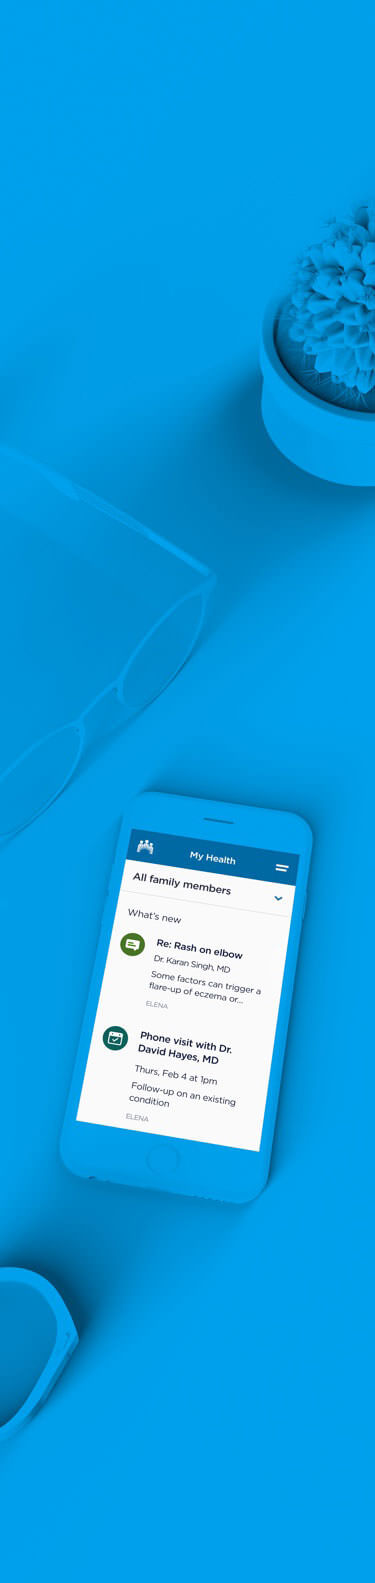 My Health
All family members
What's new
Re: Rash on elbow
Dr. Karan Singh, MD
Some factors can trigger a
flare-up of eczema or...
ELENA
Phone visit with Dr.
David Hayes, MD
Thurs, Feb 4 at 1pm
Follow-up on an existing
condition
ELENA